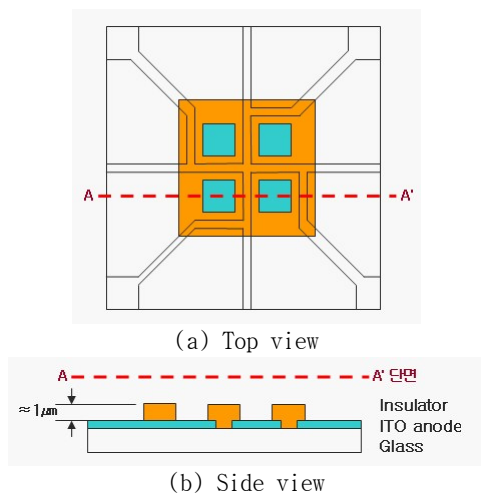 A A'
(a) Top view
A A' 단면
≈1㎛
Insulator
ITO anode
Glass
(b) Side view